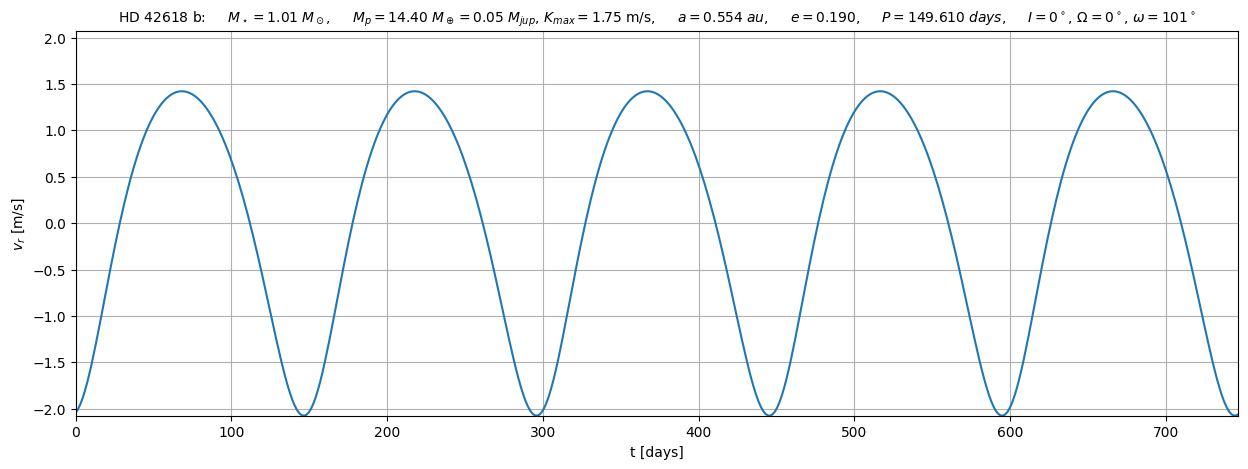 HD 42618 b: M⋆ = 1.01 M⊙, Mp = 14.40 M⊕ = 0.05 Mjup, Kmax = 1.75 m/s, a = 0.554 au, e = 0.190, P = 149.610 days, I = 0°, Ω = 0°, ω = 101°
2.0
1.5
1.0
0.5
0.0
−0.5
−1.0
−1.5
−2.0
vr [m/s]
0 100 200 300 400 500 600 700
t [days]